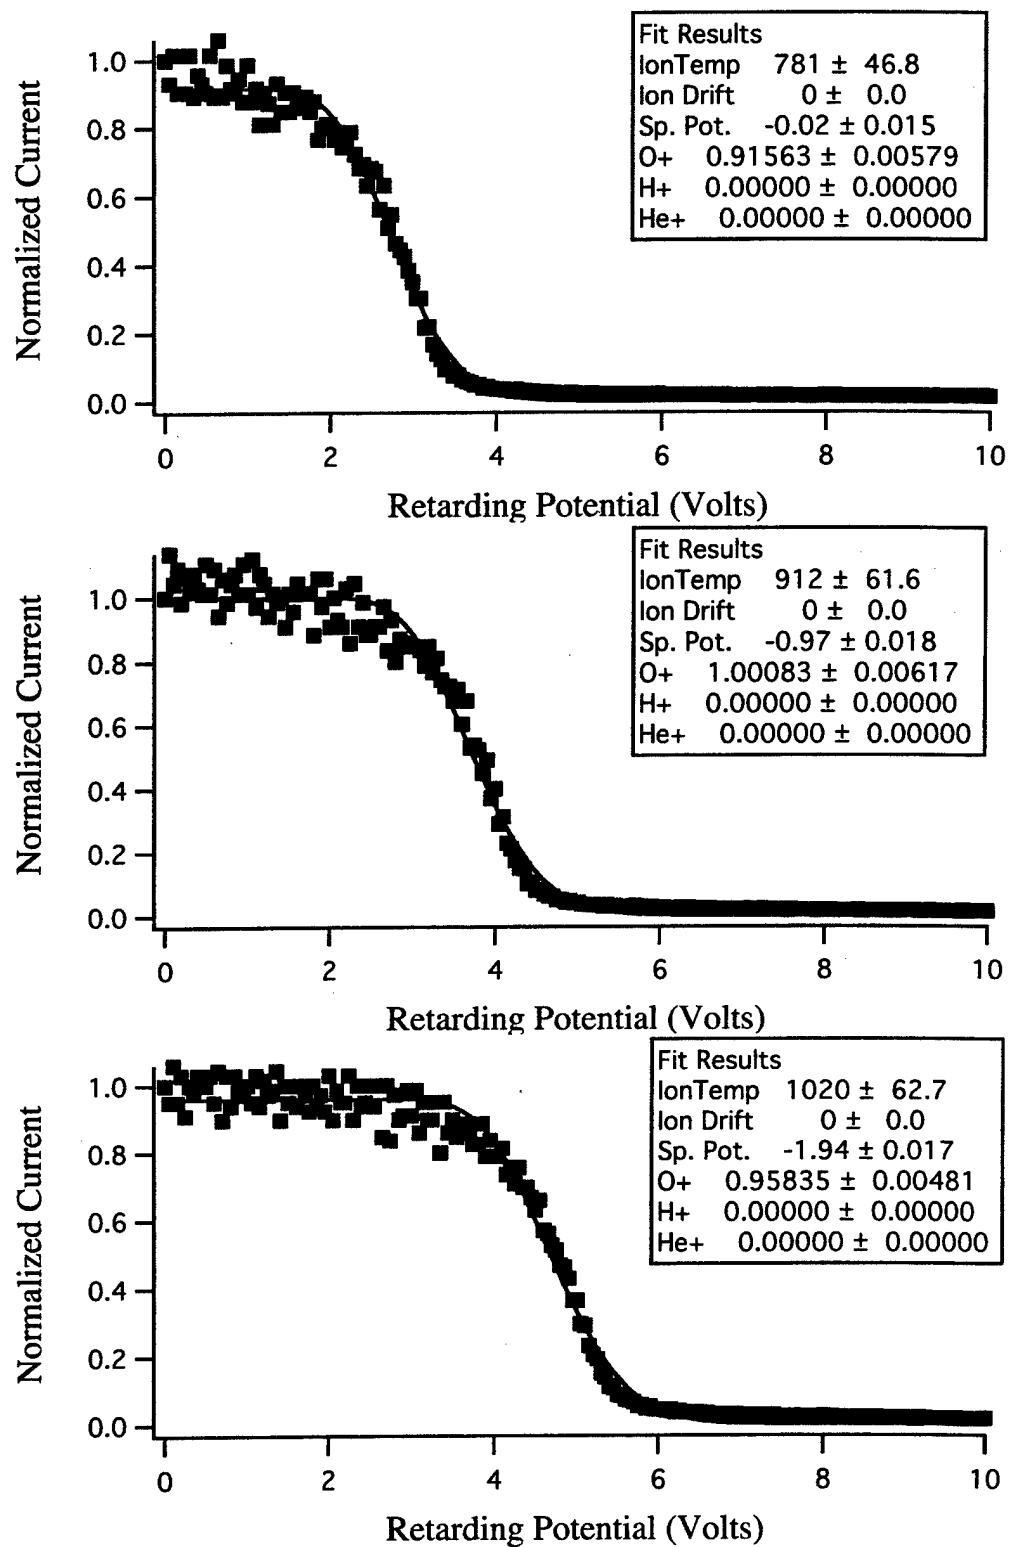 Fit Results
IonTemp 781 ± 46.8
Ion Drift 0 ± 0.0
Sp. Pot. -0.02 ± 0.015
O+ 0.91563 ± 0.00579
H+ 0.00000 ± 0.00000
He+ 0.00000 ± 0.00000
Normalized Current
1.0
0.8
0.6
0.4
0.2
0.0
0 2 4 6 8 10
Retarding Potential (Volts)
Fit Results
IonTemp 912 ± 61.6
Ion Drift 0 ± 0.0
Sp. Pot. -0.97 ± 0.018
O+ 1.00083 ± 0.00617
H+ 0.00000 ± 0.00000
He+ 0.00000 ± 0.00000
Normalized Current
1.0
0.8
0.6
0.4
0.2
0.0
0 2 4 6 8 10
Retarding Potential (Volts)
Fit Results
IonTemp 1020 ± 62.7
Ion Drift 0 ± 0.0
Sp. Pot. -1.94 ± 0.017
O+ 0.95835 ± 0.00481
H+ 0.00000 ± 0.00000
He+ 0.00000 ± 0.00000
Normalized Current
1.0
0.8
0.6
0.4
0.2
0.0
0 2 4 6 8 10
Retarding Potential (Volts)